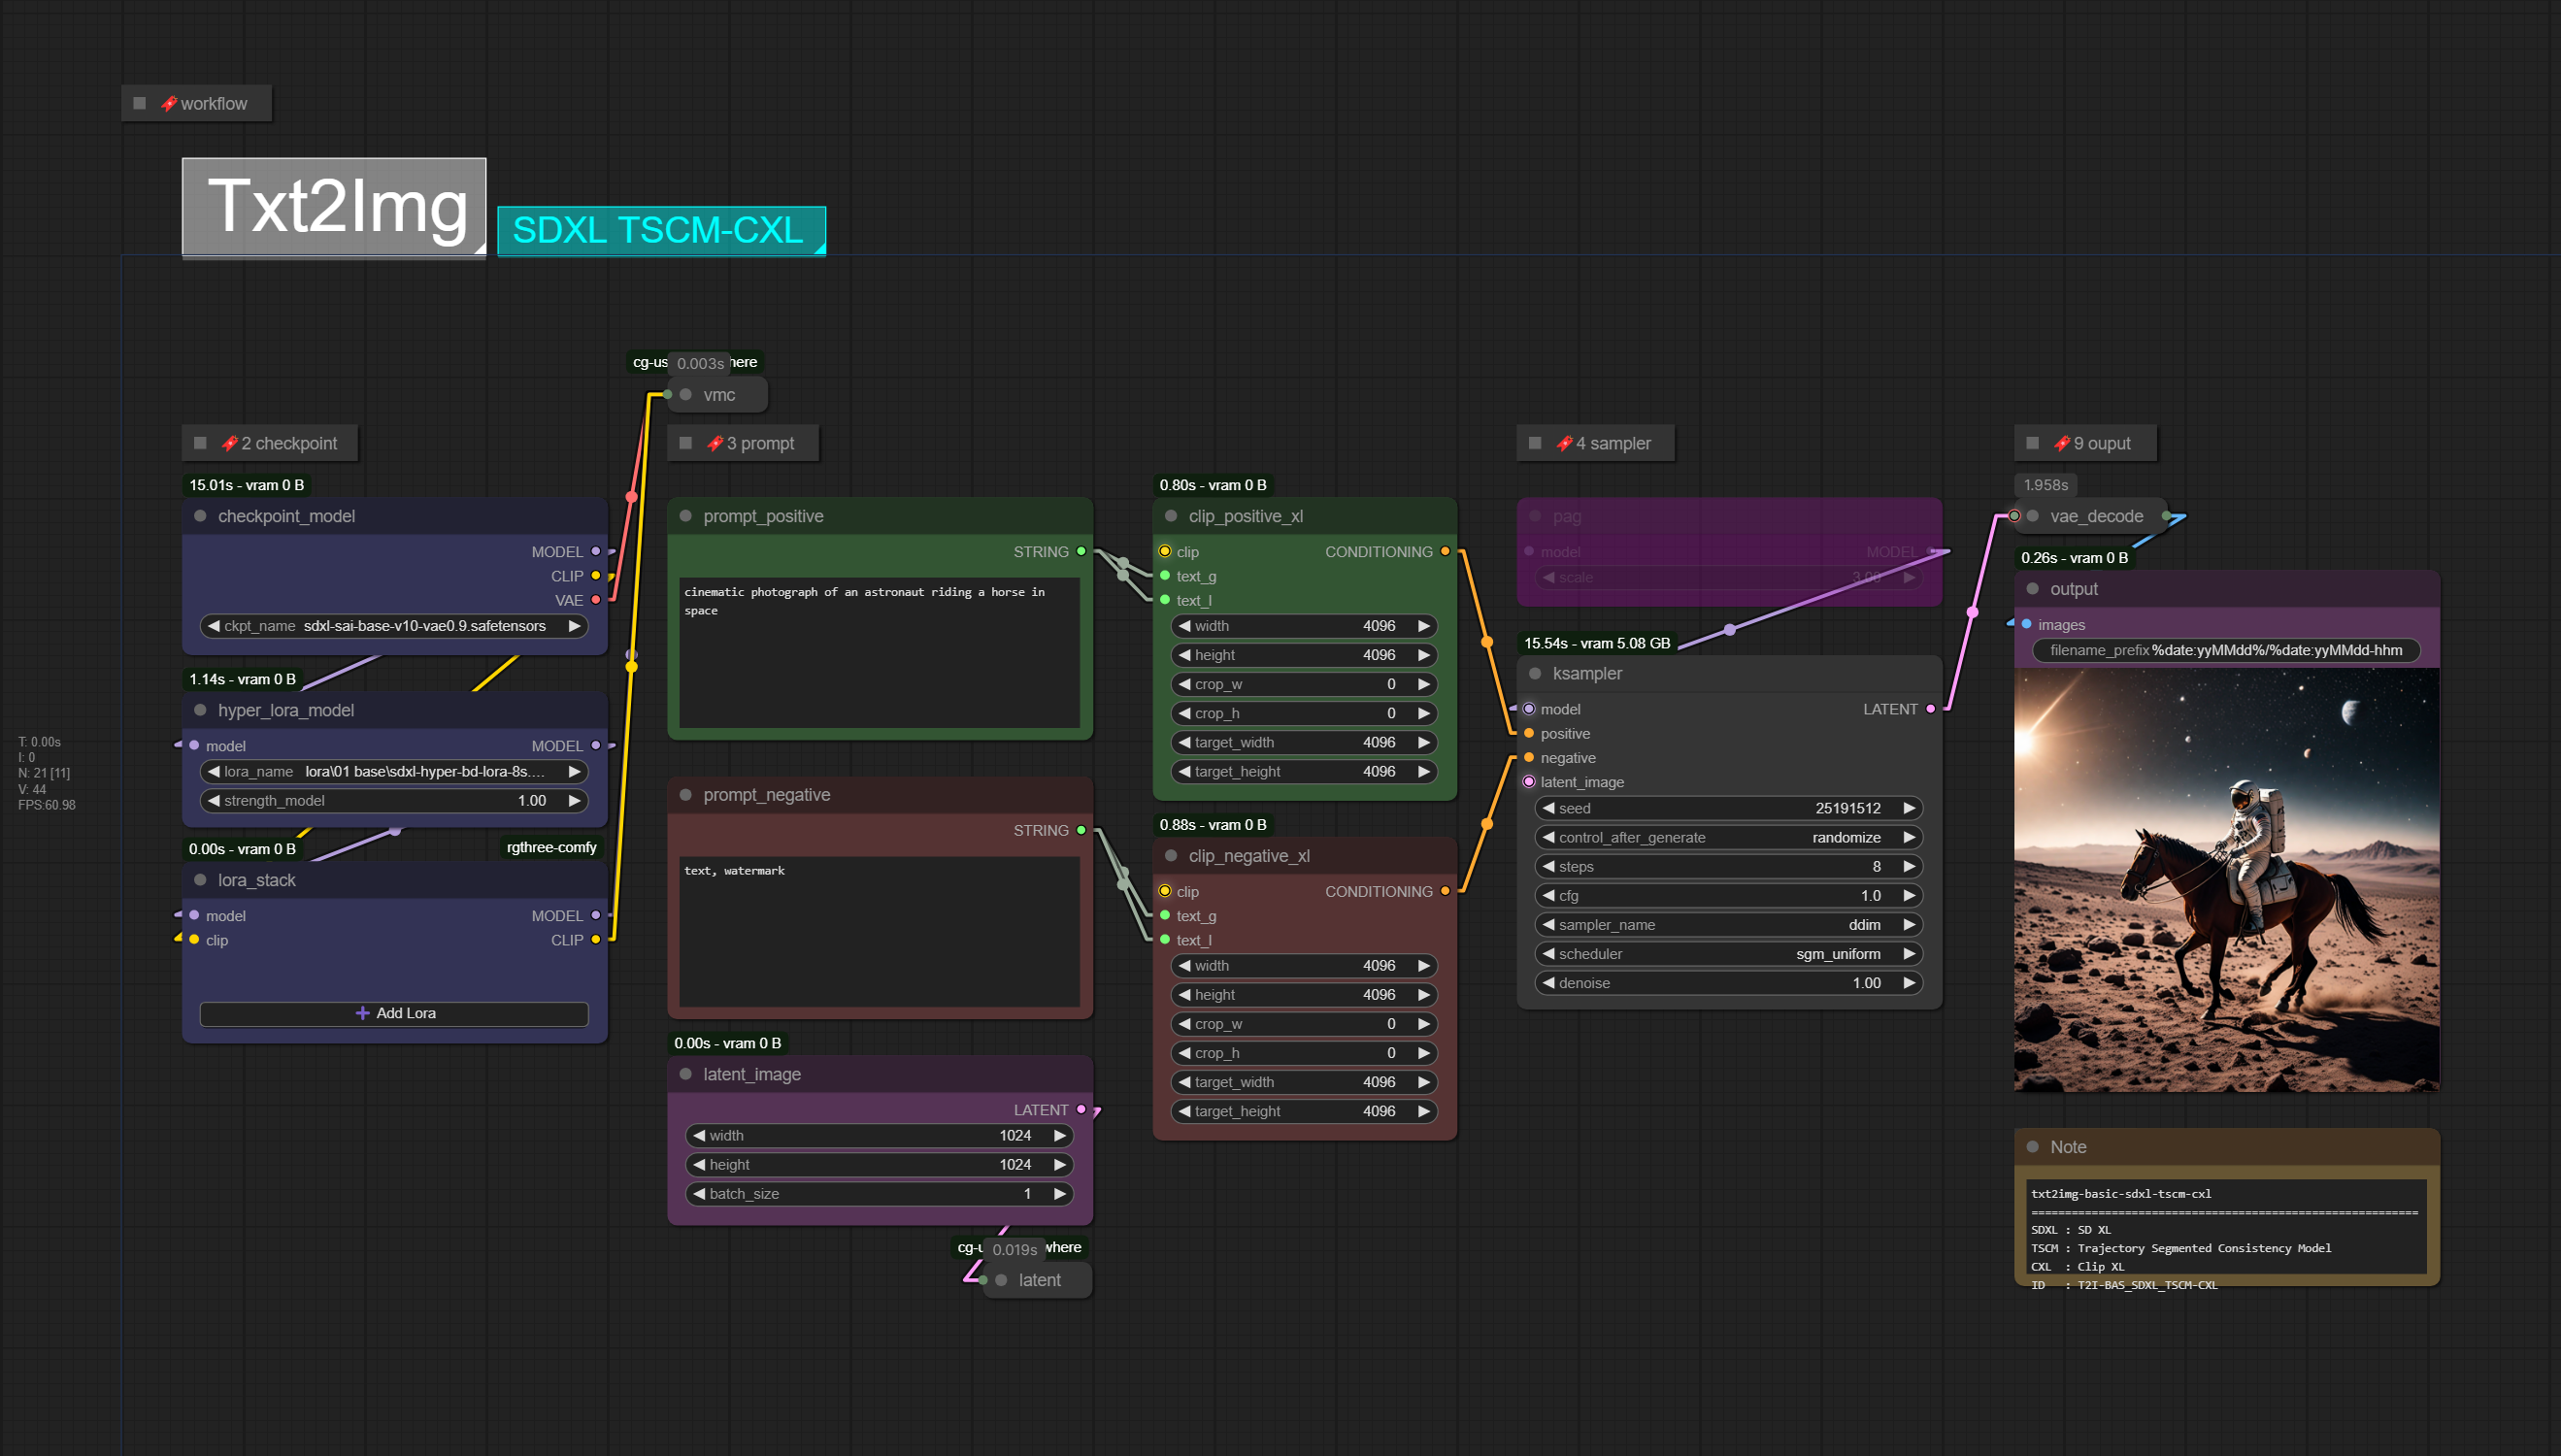 workflow
Txt2Img
SDXL TSCM-CXL
0.003s
vmc
2 checkpoint
3 prompt
4 sampler
9 ouput
15.01s - vram 0 B
checkpoint_model
MODEL
CLIP
VAE
ckpt_name sdxl-sai-base-v10-vae0.9.safetensors
1.14s - vram 0 B
hyper_lora_model
model MODEL
lora_name lora\01 base\sdxl-hyper-bd-lora-8s....
strength_model 1.00
0.00s - vram 0 B
rgthree-comfy
lora_stack
model MODEL
clip CLIP
Add Lora
T: 0.00s
I: 0
N: 21 [11]
V: 44
FPS:60.98
prompt_positive
STRING
cinematic photograph of an astronaut riding a horse in
space
prompt_negative
STRING
text, watermark
0.00s - vram 0 B
latent_image
LATENT
width 1024
height 1024
batch_size 1
0.019s
latent
0.80s - vram 0 B
clip_positive_xl
clip CONDITIONING
text_g
text_l
width 4096
height 4096
crop_w 0
crop_h 0
target_width 4096
target_height 4096
0.88s - vram 0 B
clip_negative_xl
clip CONDITIONING
text_g
text_l
width 4096
height 4096
crop_w 0
crop_h 0
target_width 4096
target_height 4096
pag
model MODEL
scale 3.00
15.54s - vram 5.08 GB
ksampler
model LATENT
positive
negative
latent_image
seed 25191512
control_after_generate randomize
steps 8
cfg 1.0
sampler_name ddim
scheduler sgm_uniform
denoise 1.00
1.958s
vae_decode
0.26s - vram 0 B
output
images
filename_prefix %date:yyMMdd%/%date:yyMMdd-hhm
Note
txt2img-basic-sdxl-tscm-cxl
==========================================================
SDXL : SD XL
TSCM : Trajectory Segmented Consistency Model
CXL : Clip XL
ID : T2I-BAS_SDXL_TSCM-CXL